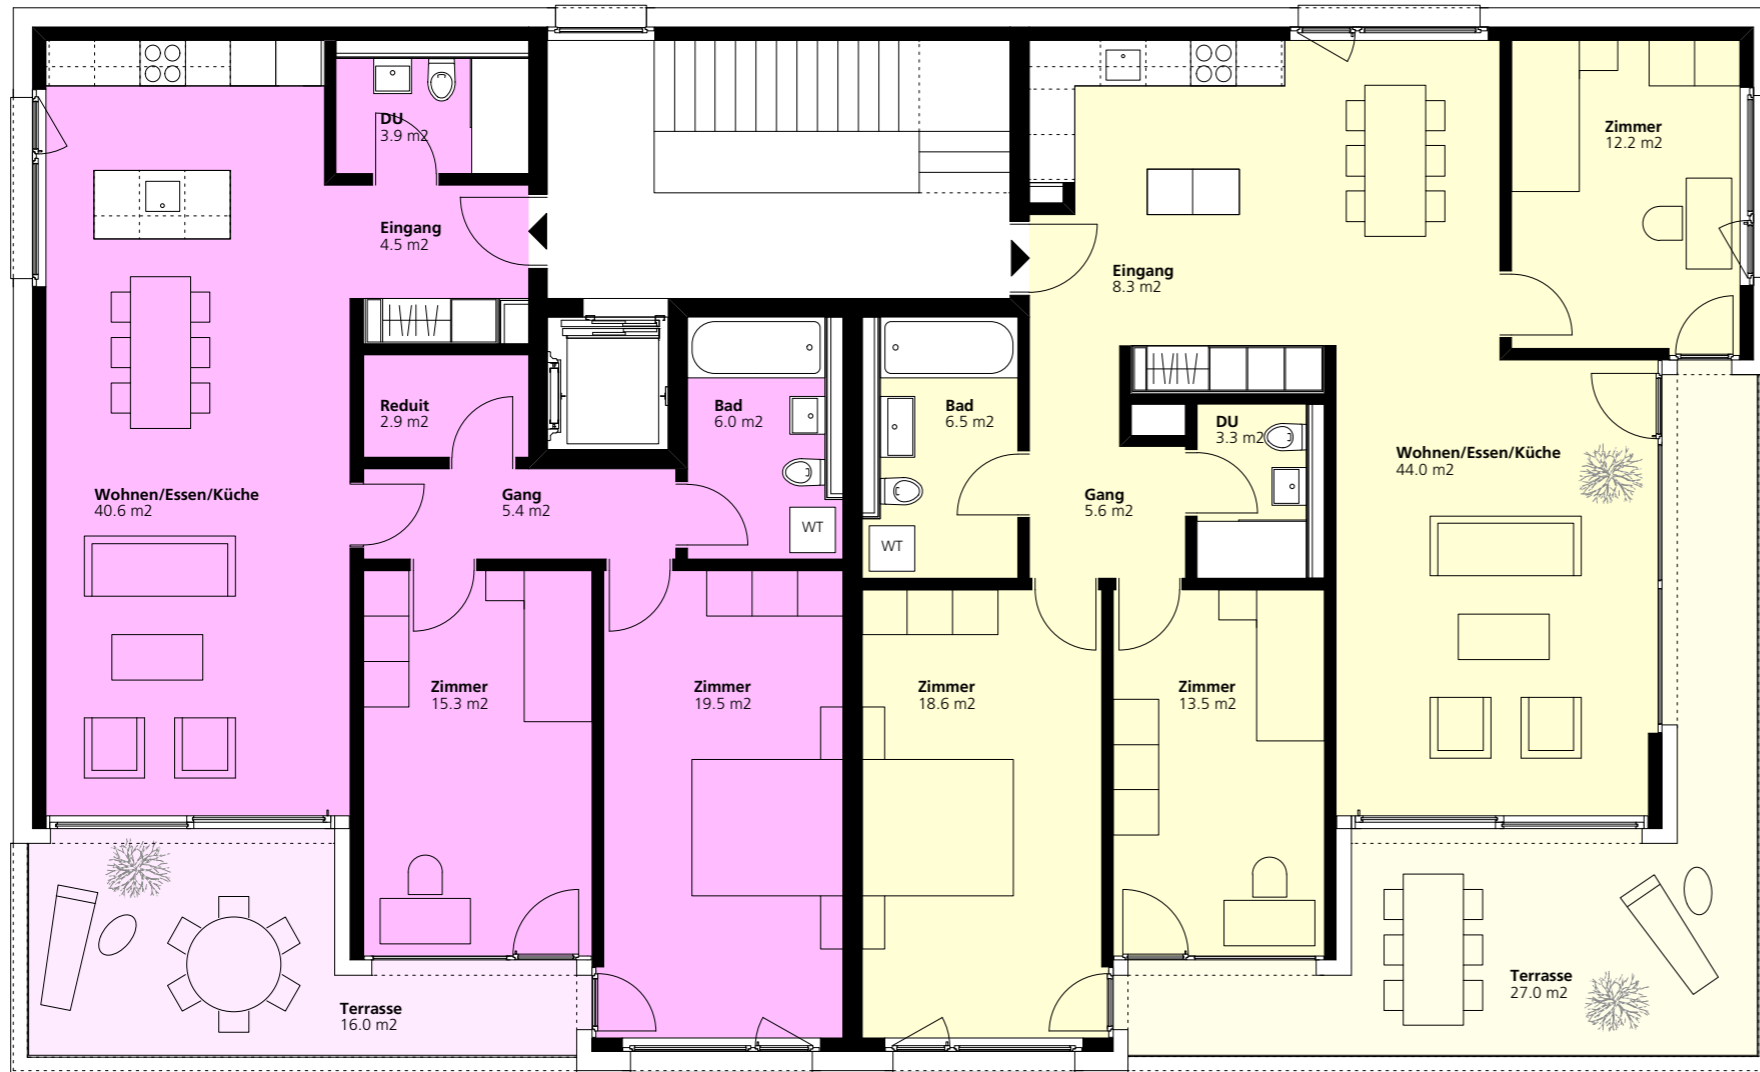 DU
3.9 m2
Eingang
4.5 m2
Reduit
2.9 m2
Bad
6.0 m2
WT
Wohnen/Essen/Küche
40.6 m2
Gang
5.4 m2
Zimmer
15.3 m2
Zimmer
19.5 m2
Terrasse
16.0 m2
Zimmer
12.2 m2
Eingang
8.3 m2
Bad
6.5 m2
WT
DU
3.3 m2
Wohnen/Essen/Küche
44.0 m2
Gang
5.6 m2
Zimmer
18.6 m2
Zimmer
13.5 m2
Terrasse
27.0 m2